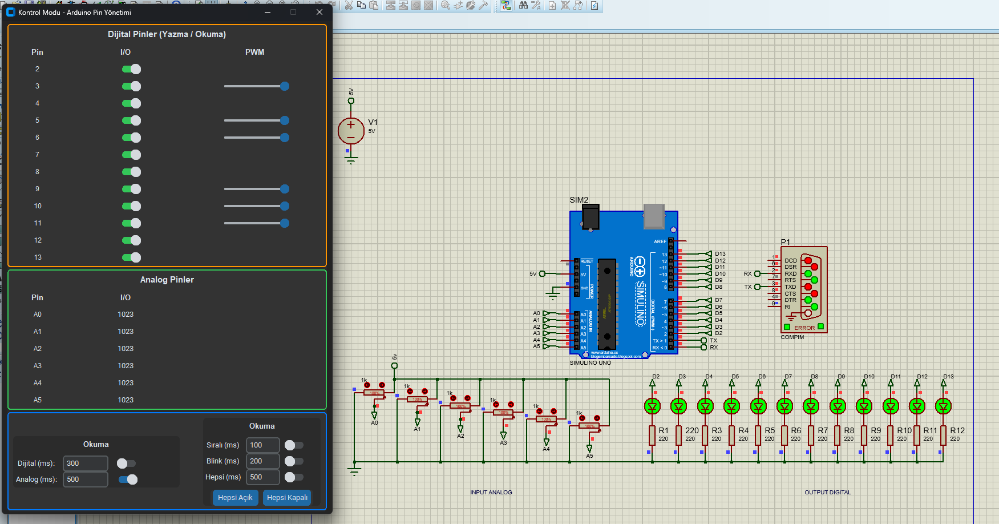 Kontrol Modu - Arduino Pin Yönetimi
Dijital Pinler (Yazma / Okuma)
Pin I/O PWM
2
3
4
5
6
7
8
9
10
11
12
13
Analog Pinler
Pin I/O
A0 1023
A1 1023
A2 1023
A3 1023
A4 1023
A5 1023
Okuma
Dijital (ms): 300
Analog (ms): 500
Okuma
Sıralı (ms) 100
Blink (ms) 200
Hepsi (ms) 500
Hepsi Açık Hepsi Kapalı
5V
V1
5V
SIM2
AREF
RESET
5V
GND
POWER
ANALOG IN
A0
A1
A2
A3
A4
A5
13
12
~11
~10
~9
8
7
~6
~5
4
~3
2
TX > 1
RX < 0
ARDUINO
SIMULINO
DIGITAL (PWM~)
ATMEL
www.arduino.cc
blogembarcado.blogspot.com
SIMULINO UNO
5V
A0
A1
A2
A3
A4
A5
D13
D12
D11
D10
D9
D8
D7
D6
D5
D4
D3
D2
TX
RX
P1
1
6
2
7
3
8
4
9
DCD
DSR
RXD
RTS
TXD
CTS
DTR
RI
RX
TX
ERROR
COMPIM
5v
1k 1k 1k 1k 1k 1k
100% 100% 100% 100% 100% 100%
A0 A1 A2 A3 A4 A5
D2 D3 D4 D5 D6 D7 D8 D9 D10 D11 D12 D13
R1 220 R3 R4 R5 R6 R7 R8 R9 R10 R11 R12
220 220 220 220 220 220 220 220 220 220 220 220
INPUT ANALOG
OUTPUT DIGITAL